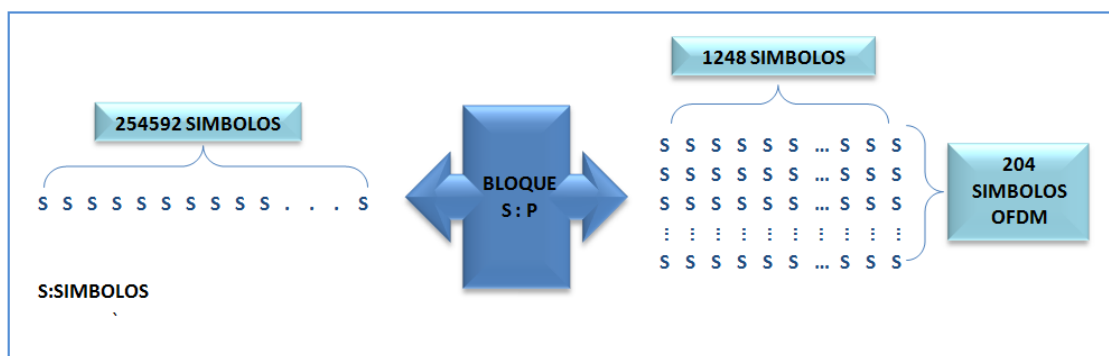 1248 SIMBOLOS
254592 SIMBOLOS
S S S S S S S S S S . . . S
BLOQUE
S : P
S S S S S S ... S S S
S S S S S S ... S S S
S S S S S S ... S S S
⋮ ⋮ ⋮ ⋮ ⋮ ⋮ ⋮ ⋮ ⋮ ⋮
S S S S S S ... S S S
204
SIMBOLOS
OFDM
S:SIMBOLOS
`